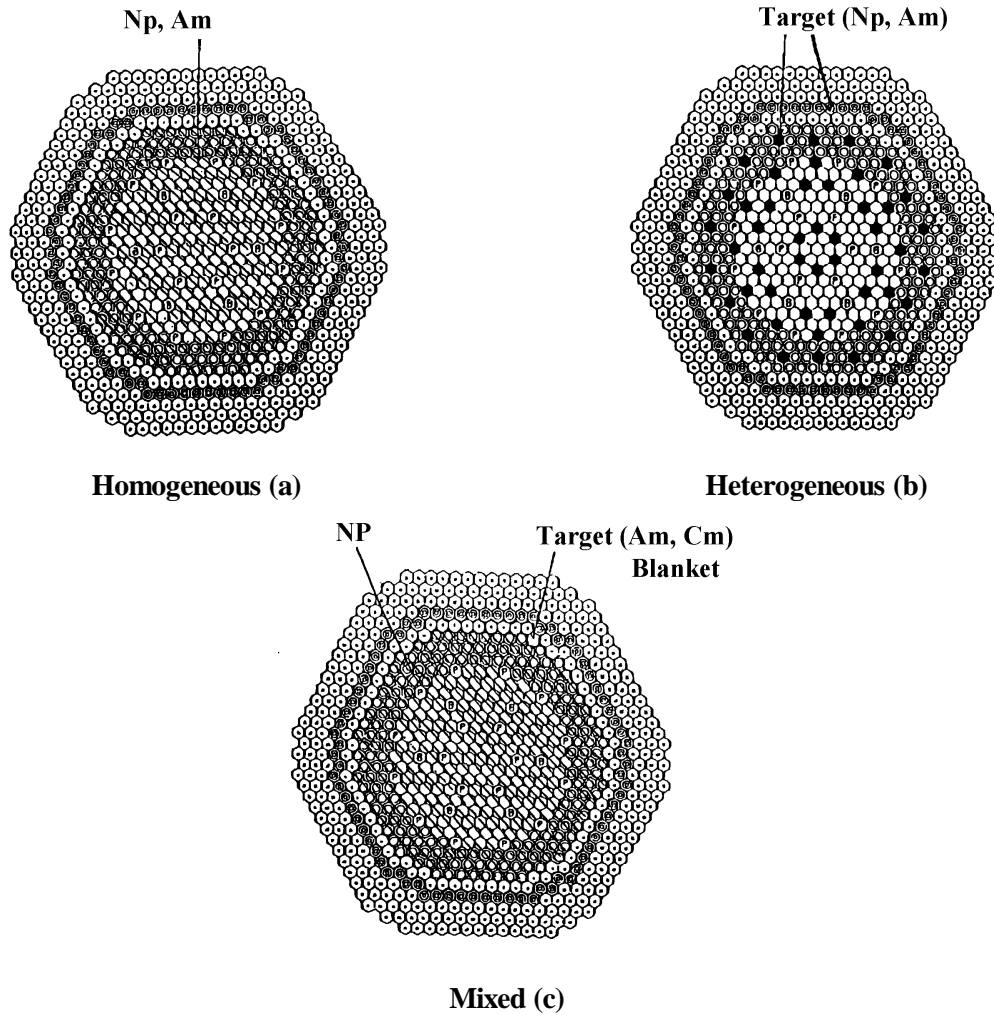 Np, Am
Target (Np, Am)
Homogeneous (a)
Heterogeneous (b)
NP
Target (Am, Cm)
Blanket
Mixed (c)